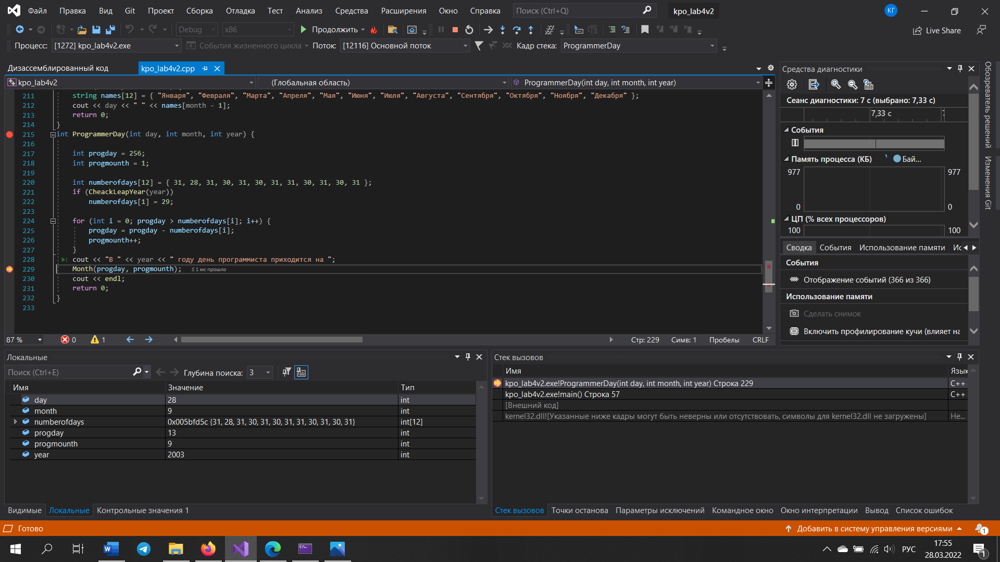 Файл Правка Вид Git Проект Сборка Отладка Тест Анализ Средства Расширения Окно Справка Поиск (Ctrl+Q) kpo_lab4v2 КГ
Debug x86 Продолжить Live Share
Процесс: [1272] kpo_lab4v2.exe События жизненного цикла Поток: [12116] Основной поток Кадр стека: ProgrammerDay
Дизассемблированный код kpo_lab4v2.cpp
kpo_lab4v2 (Глобальная область) ProgrammerDay(int day, int month, int year)
211 string names[12] = { "Января", "Февраля", "Марта", "Апреля", "Мая", "Июня", "Июля", "Августа", "Сентября", "Октября", "Ноября", "Декабря" };
212 cout << day << " " << names[month - 1];
213 return 0;
214 }
215 int ProgrammerDay(int day, int month, int year) {
216
217 int progday = 256;
218 int progmounth = 1;
219
220 int numberofdays[12] = { 31, 28, 31, 30, 31, 30, 31, 31, 30, 31, 30, 31 };
221 if (CheackLeapYear(year))
222 numberofdays[1] = 29;
223
224 for (int i = 0; progday > numberofdays[i]; i++) {
225 progday = progday - numberofdays[i];
226 progmounth++;
227 }
228 cout << "В " << year << " году день программиста приходится на ";
229 Month(progday, progmounth); ≤ 1 мс прошло
230 cout << endl;
231 return 0;
232 }
233
87 % 0 1 Стр: 229 Симв: 1 Пробелы CRLF
Средства диагностики
Сеанс диагностики: 7 с (выбрано: 7,33 с)
7,33 с
События
Память процесса (КБ) Бай...
977 977
0 0
ЦП (% всех процессоров)
100 100
Сводка События Использование памяти Ис
События
Отображение событий (366 из 366)
Использование памяти
Сделать снимок
Включить профилирование кучи (влияет на
Обозреватель решений
Изменения Git
Локальные
Поиск (Ctrl+E) Глубина поиска: 3
Имя Значение Тип
day 28 int
month 9 int
numberofdays 0x005bfd5c {31, 28, 31, 30, 31, 30, 31, 31, 30, 31, 30, 31} int[12]
progday 13 int
progmounth 9 int
year 2003 int
Видимые Локальные Контрольные значения 1
Стек вызовов
Имя Язык
kpo_lab4v2.exe!ProgrammerDay(int day, int month, int year) Строка 229 C++
kpo_lab4v2.exe!main() Строка 57 C++
[Внешний код]
kernel32.dll![Указанные ниже кадры могут быть неверны или отсутствовать, символы для kernel32.dll не загружены] Не...
Стек вызовов Точки останова Параметры исключений Командное окно Окно интерпретации Вывод Список ошибок
Готово Добавить в систему управления версиями 1
РУС 17:55
28.03.2022 1